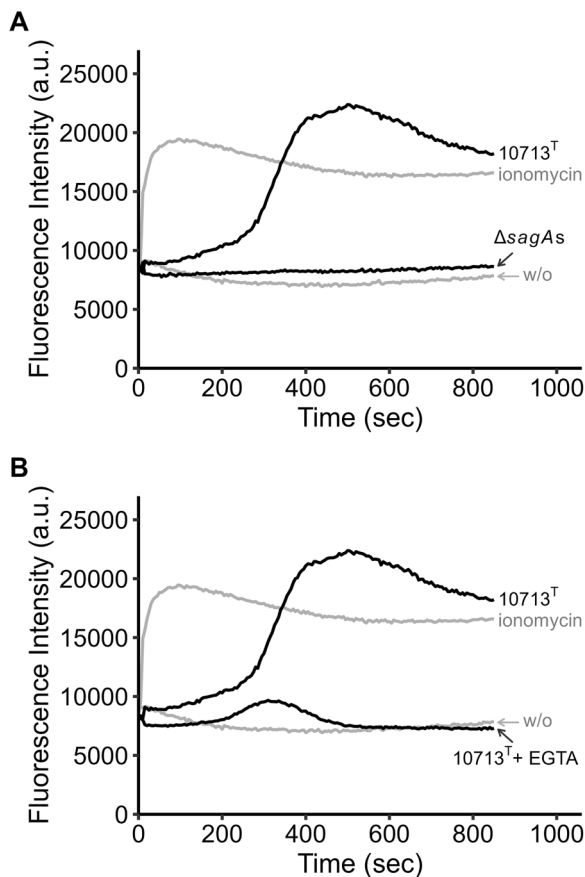 A
Fluorescence Intensity (a.u.)
25000
20000
15000
10000
5000
0
10713ᵀ
ionomycin
ΔsagAs
w/o
0 200 400 600 800 1000
Time (sec)
B
Fluorescence Intensity (a.u.)
25000
20000
15000
10000
5000
0
10713ᵀ
ionomycin
w/o
10713ᵀ+ EGTA
0 200 400 600 800 1000
Time (sec)